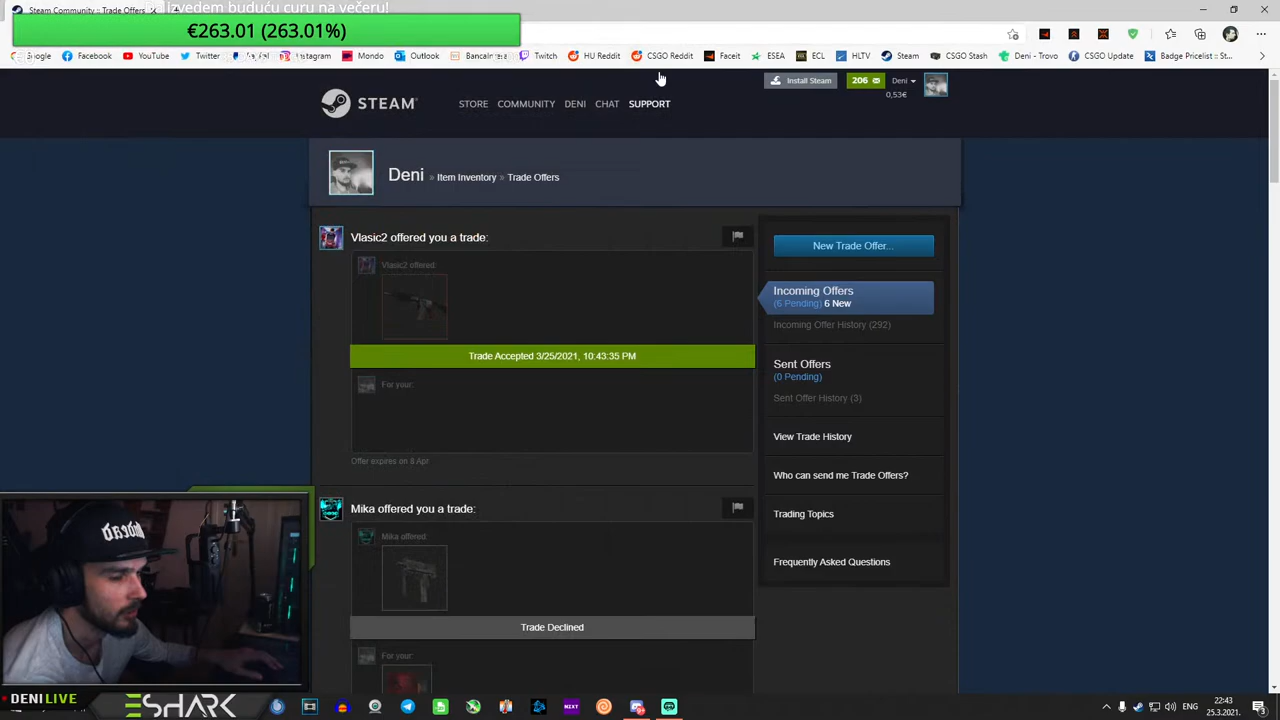 Steam Community :: Trade Offers
Izvedem buduću curu na večeru!
€263.01 (263.01%)
Google Facebook YouTube Twitter Instagram Mondo Outlook Twitch HU Reddit CSGO Reddit Faceit ESEA ECL HLTV CSGO Stash Deni - Trovo CSGO Update Badge Pricelist :: St...
STEAM
STORE COMMUNITY DENI CHAT SUPPORT
Install Steam
206
Deni
0,53€
Deni » Item Inventory » Trade Offers
Vlasic2 offered you a trade:
Vlasic2 offered:
Trade Accepted 3/25/2021, 10:43:35 PM
For your:
Offer expires on 8 Apr
Mika offered you a trade:
Mika offered:
Trade Declined
For your:
New Trade Offer...
Incoming Offers
(6 Pending) 6 New
Incoming Offer History (292)
Sent Offers
(0 Pending)
Sent Offer History (3)
View Trade History
Who can send me Trade Offers?
Trading Topics
Frequently Asked Questions
DENILIVE
ESHARK
NZXT
ENG
22:43
25.3.2021.